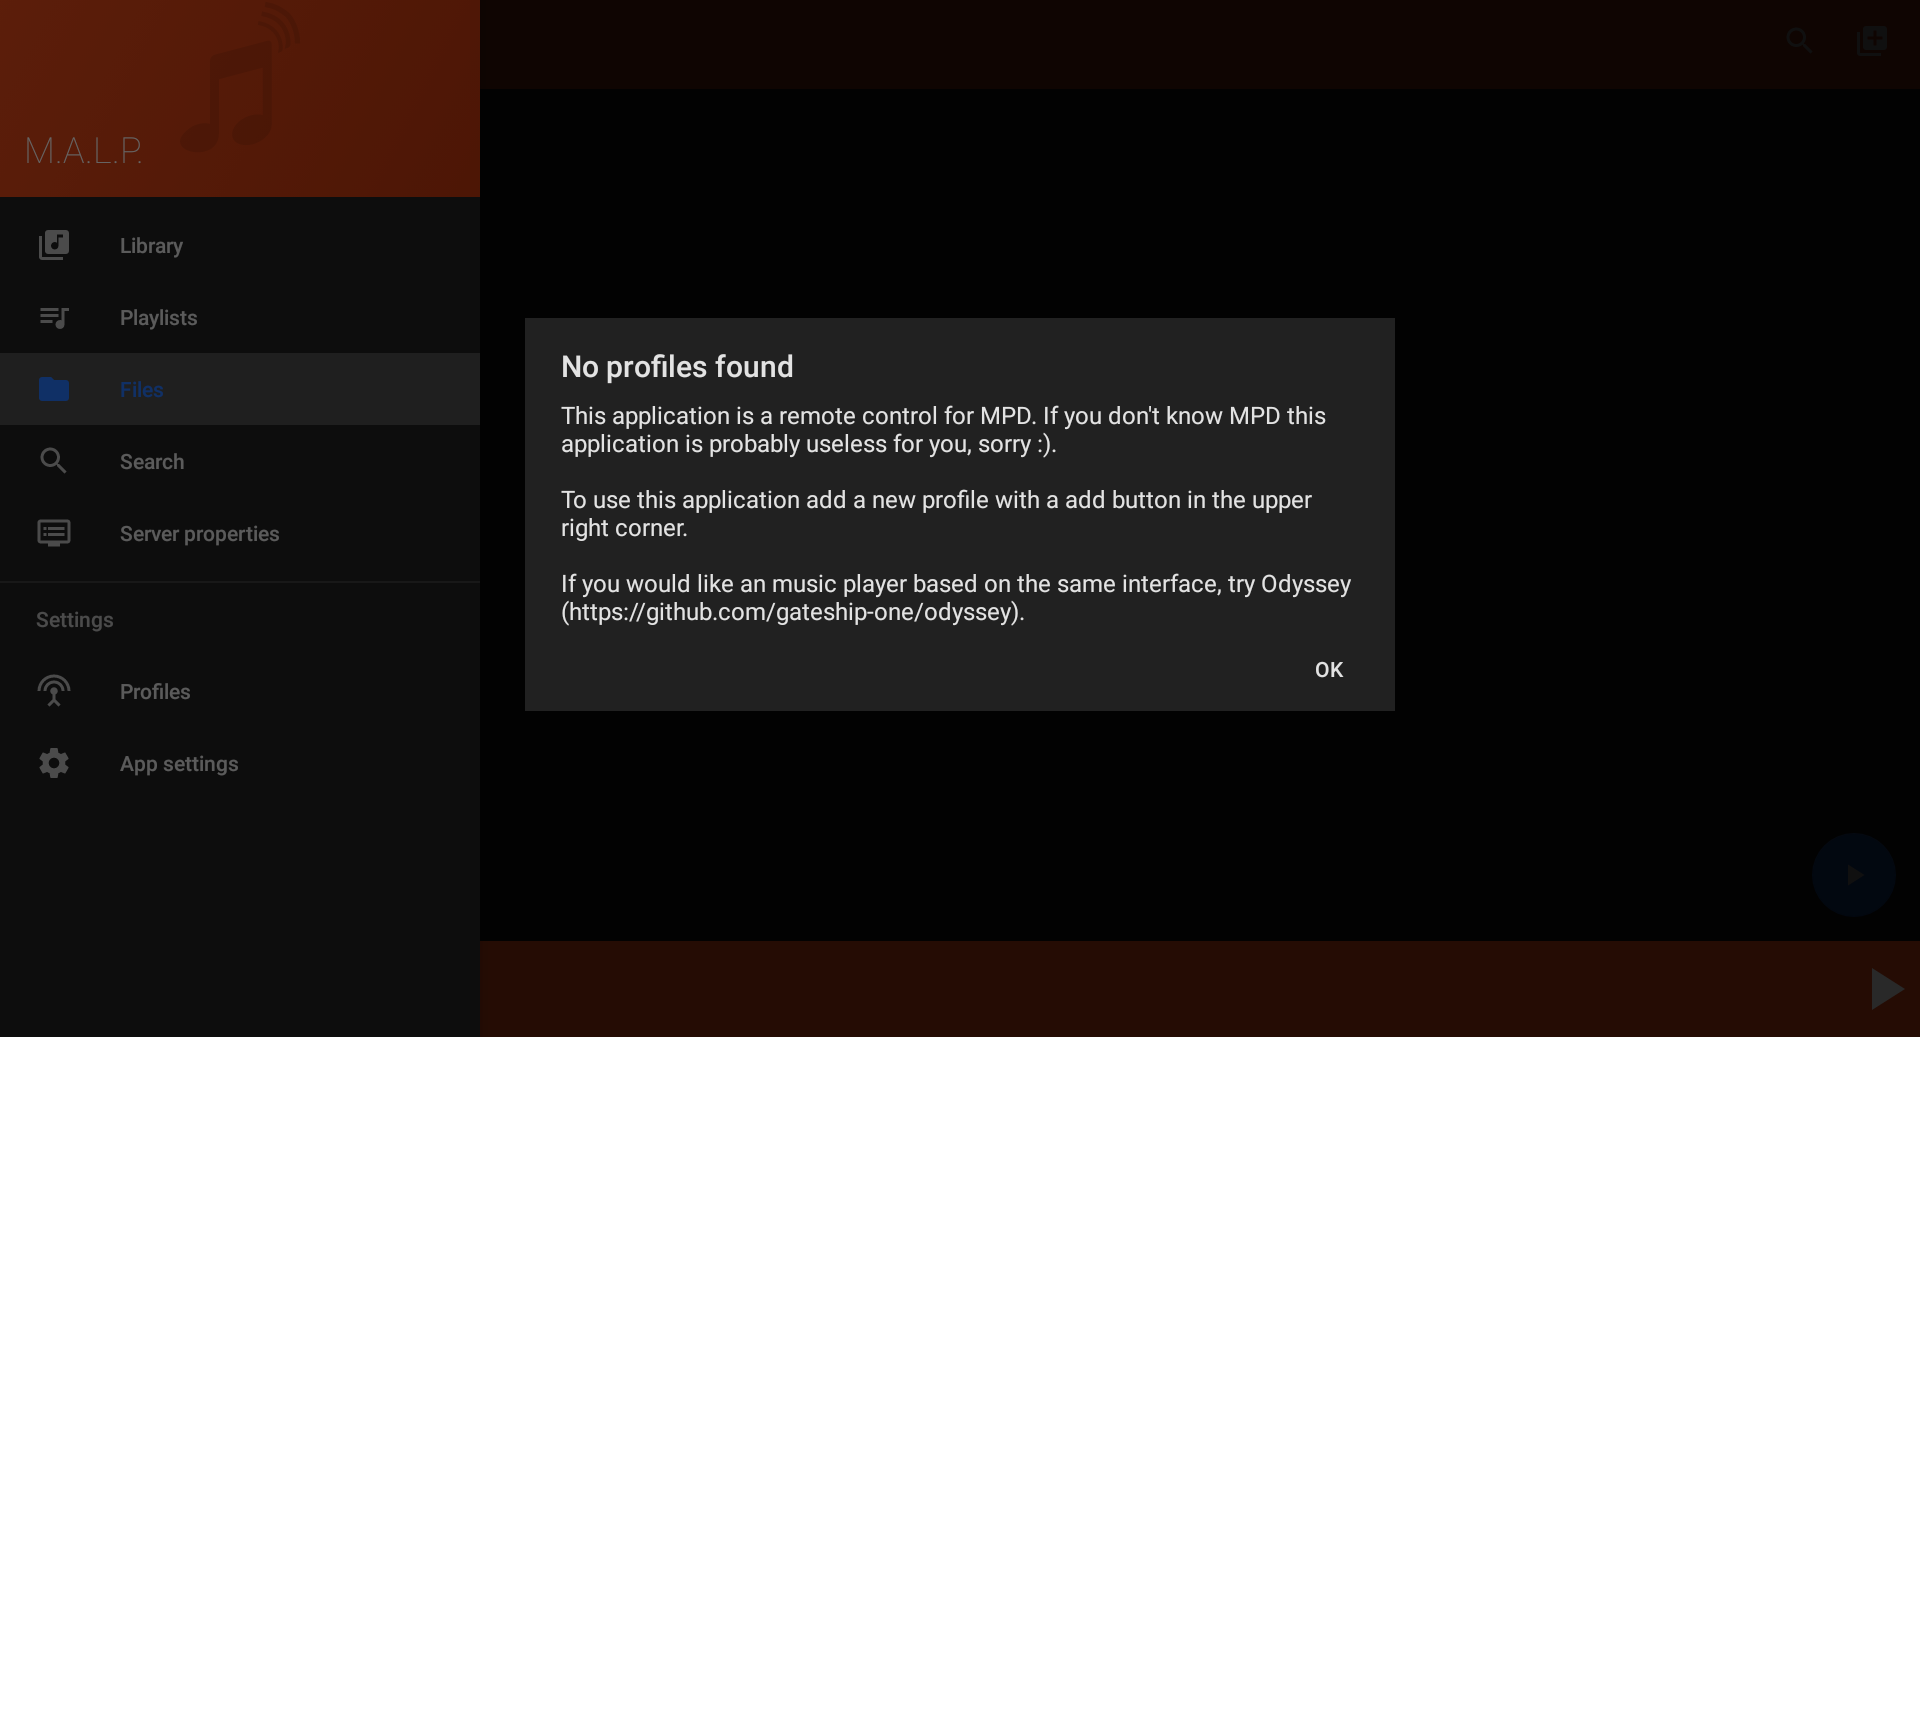 M.A.L.P.
Library
Playlists
Files
Search
Server properties
Settings
Profiles
App settings
No profiles found
This application is a remote control for MPD. If you don't know MPD this
application is probably useless for you, sorry :).
To use this application add a new profile with a add button in the upper
right corner.
If you would like an music player based on the same interface, try Odyssey
(https://github.com/gateship-one/odyssey).
OK